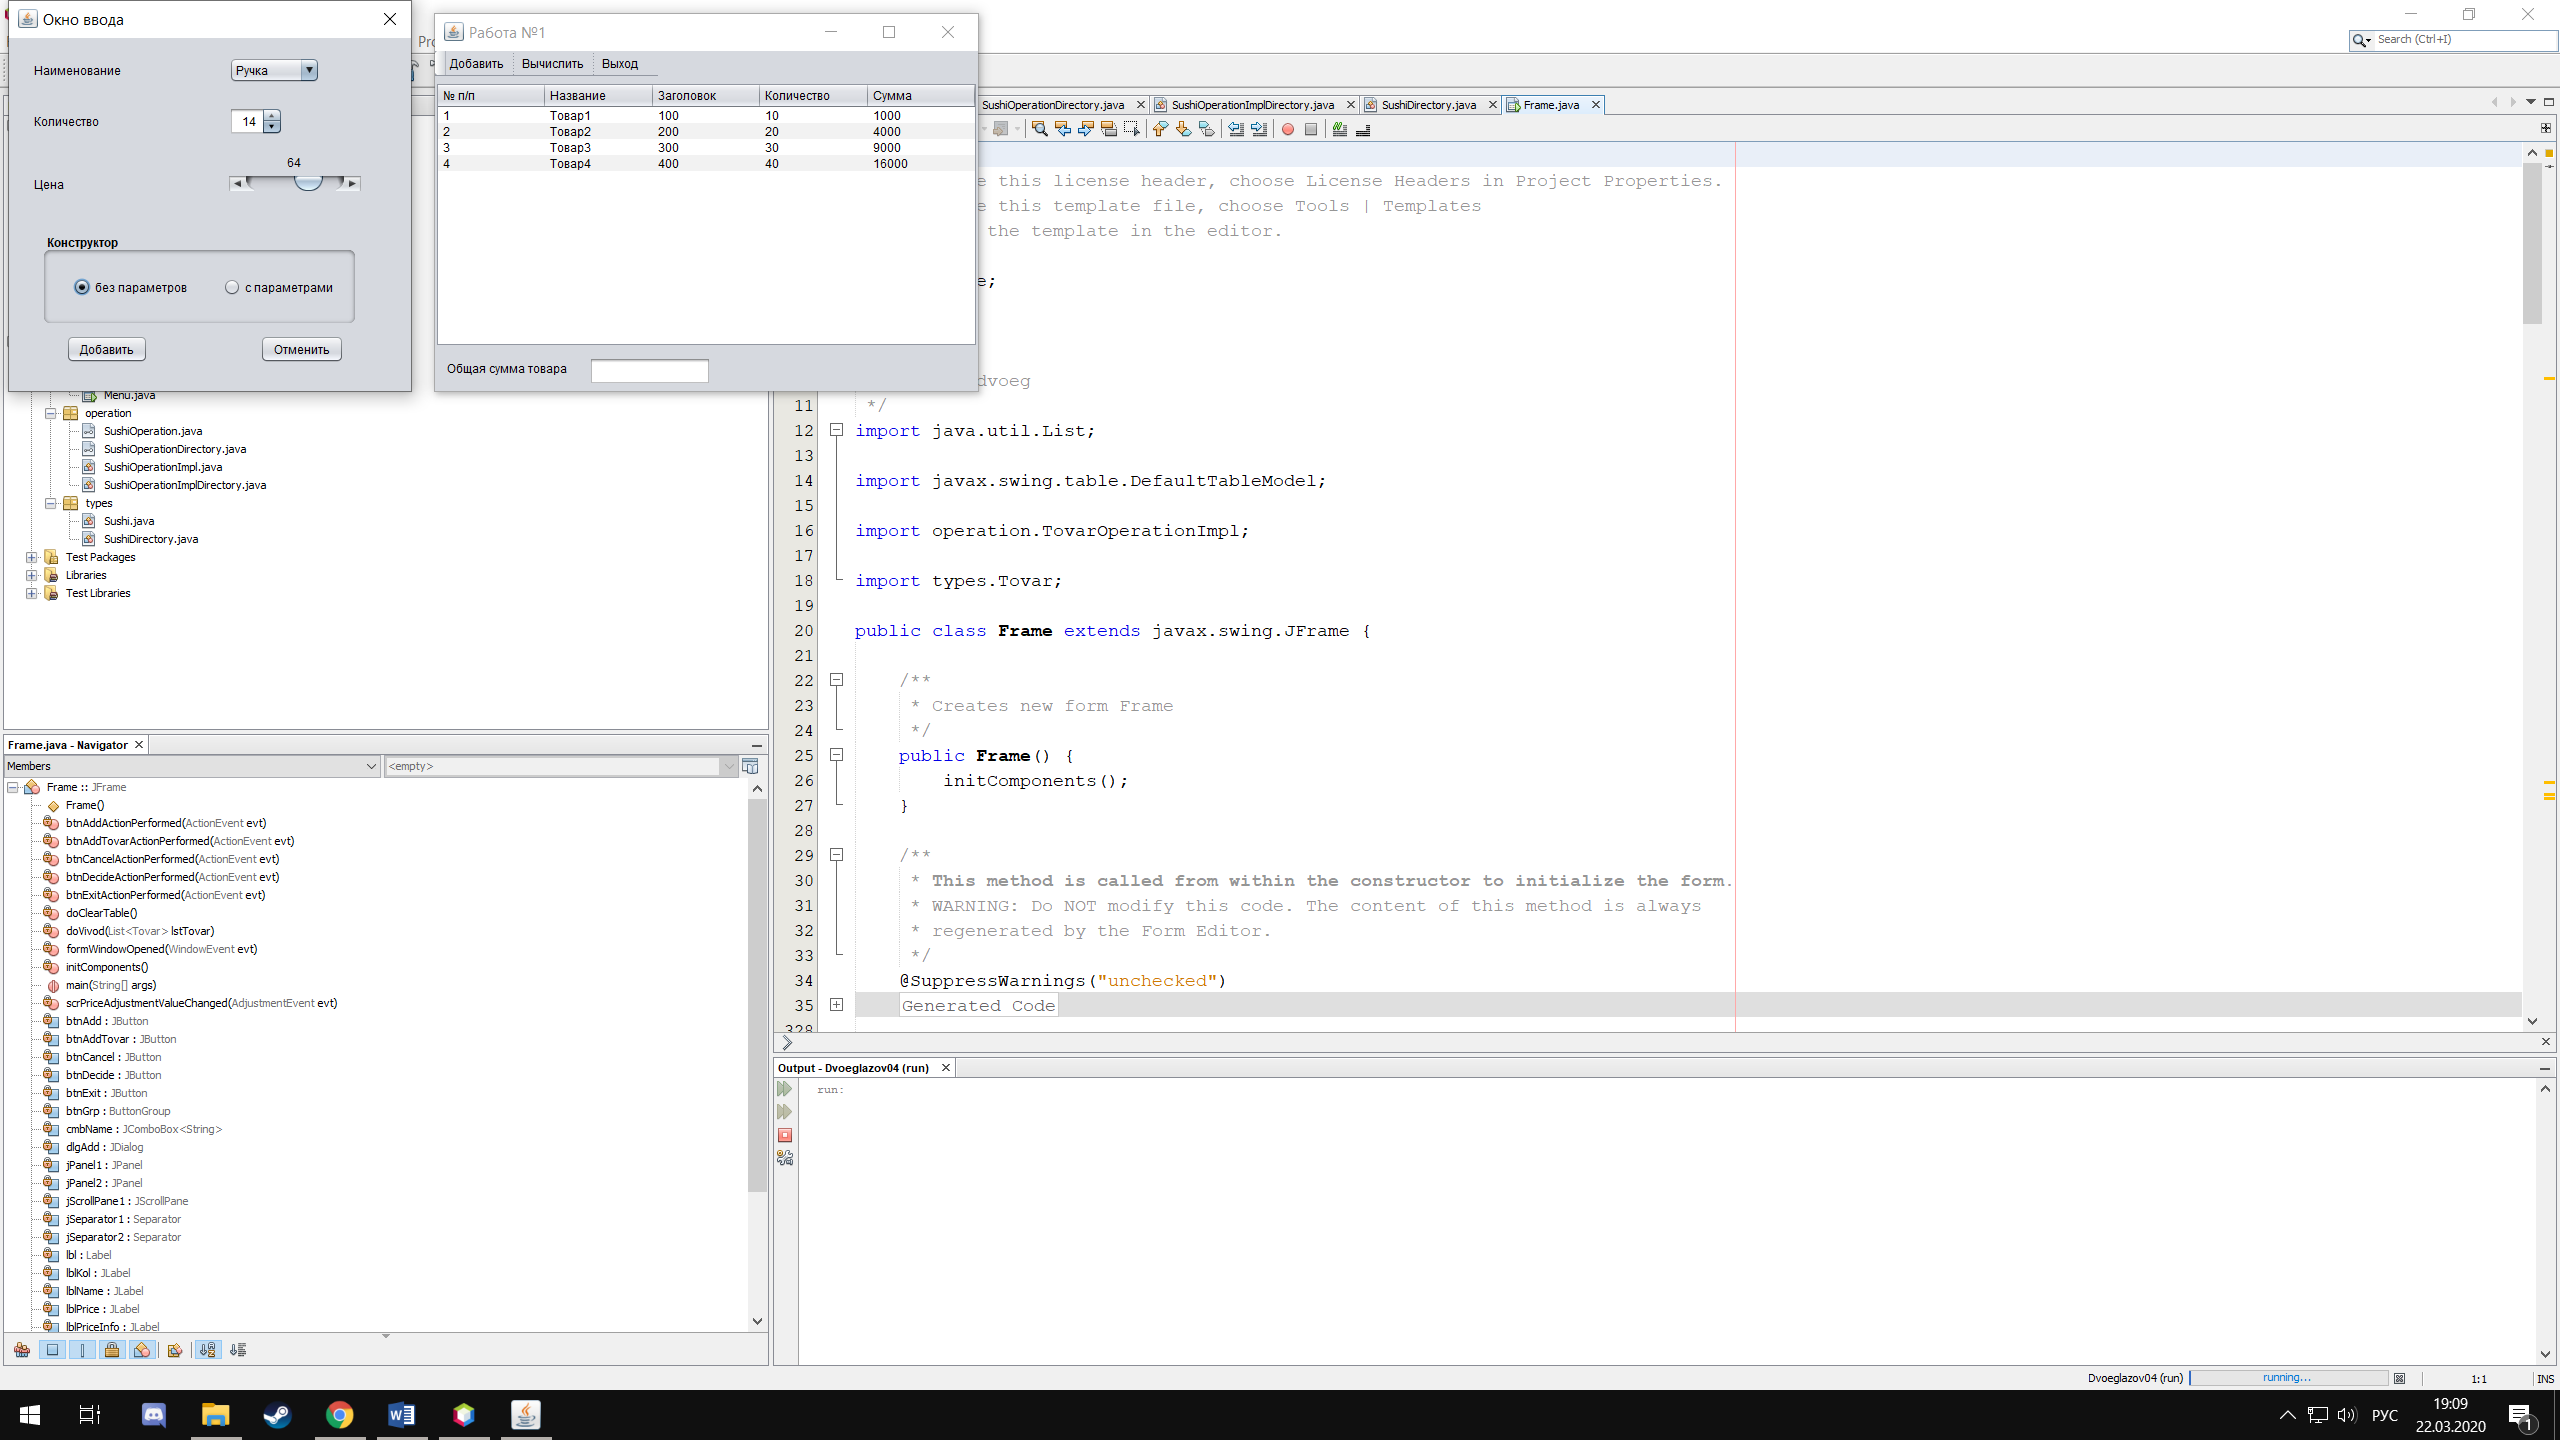 Окно ввода
Наименование
Ручка
Количество
14
64
Цена
Конструктор
без параметров
с параметрами
Добавить
Отменить
Работа №1
Добавить Вычислить Выход
№ п/п Название Заголовок Количество Сумма
1 Товар1 100 10 1000
2 Товар2 200 20 4000
3 Товар3 300 30 9000
4 Товар4 400 40 16000
Общая сумма товара
Search (Ctrl+I)
SushiOperationDirectory.java SushiOperationImplDirectory.java SushiDirectory.java Frame.java
e this license header, choose License Headers in Project Properties.
e this template file, choose Tools | Templates
the template in the editor.
e;
dvoeg
11 */
12 import java.util.List;
13
14 import javax.swing.table.DefaultTableModel;
15
16 import operation.TovarOperationImpl;
17
18 import types.Tovar;
19
20 public class Frame extends javax.swing.JFrame {
21
22 /**
23 * Creates new form Frame
24 */
25 public Frame() {
26 initComponents();
27 }
28
29 /**
30 * This method is called from within the constructor to initialize the form.
31 * WARNING: Do NOT modify this code. The content of this method is always
32 * regenerated by the Form Editor.
33 */
34 @SuppressWarnings("unchecked")
35 Generated Code
328
Menu.java
operation
SushiOperation.java
SushiOperationDirectory.java
SushiOperationImpl.java
SushiOperationImplDirectory.java
types
Sushi.java
SushiDirectory.java
Test Packages
Libraries
Test Libraries
Frame.java - Navigator
Members
<empty>
Frame :: JFrame
Frame()
btnAddActionPerformed(ActionEvent evt)
btnAddTovarActionPerformed(ActionEvent evt)
btnCancelActionPerformed(ActionEvent evt)
btnDecideActionPerformed(ActionEvent evt)
btnExitActionPerformed(ActionEvent evt)
doClearTable()
doVivod(List<Tovar> lstTovar)
formWindowOpened(WindowEvent evt)
initComponents()
main(String[] args)
scrPriceAdjustmentValueChanged(AdjustmentEvent evt)
btnAdd : JButton
btnAddTovar : JButton
btnCancel : JButton
btnDecide : JButton
btnExit : JButton
btnGrp : ButtonGroup
cmbName : JComboBox<String>
dlgAdd : JDialog
jPanel1 : JPanel
jPanel2 : JPanel
jScrollPane1 : JScrollPane
jSeparator1 : Separator
jSeparator2 : Separator
lbl : Label
lblKol : JLabel
lblName : JLabel
lblPrice : JLabel
lblPriceInfo : JLabel
Output - Dvoeglazov04 (run)
run:
Dvoeglazov04 (run)
running...
1:1
INS
РУС
19:09
22.03.2020
1